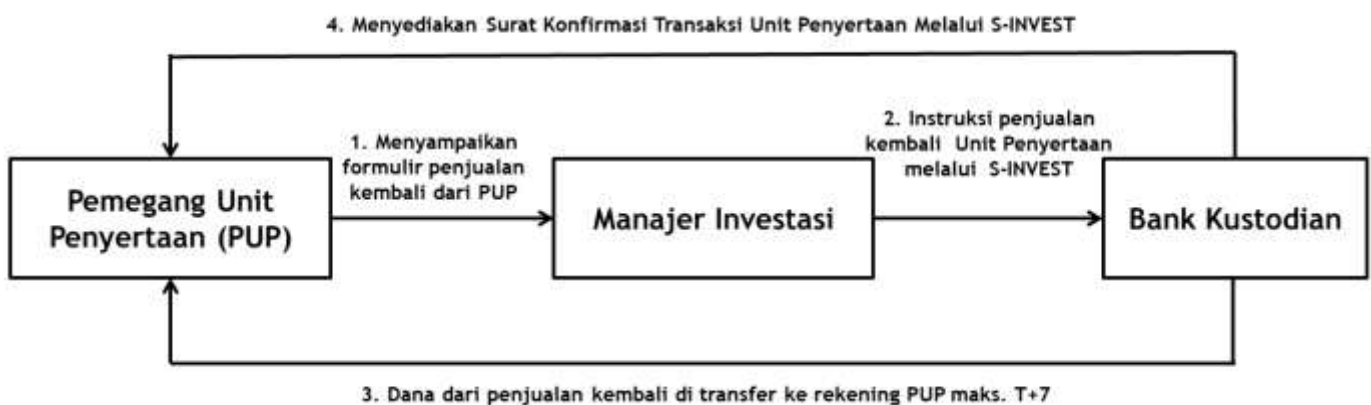 4. Menyediakan Surat Konfirmasi Transaksi Unit Penyertaan Melalui S-INVEST
1. Menyampaikan
formulir penjualan
kembali dari PUP
2. Instruksi penjualan
kembali Unit Penyertaan
melalui S-INVEST
Pemegang Unit
Penyertaan (PUP)
Manajer Investasi
Bank Kustodian
3. Dana dari penjualan kembali di transfer ke rekening PUP maks. T+7